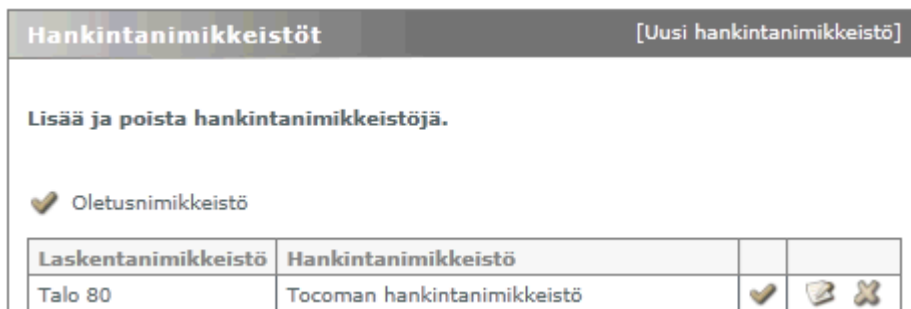 Hankintanimikkeistöt [Uusi hankintanimikkeistö]
Lisää ja poista hankintanimikkeistöjä.
Oletusnimikkeistö
Laskentanimikkeistö Hankintanimikkeistö
Talo 80 Tocoman hankintanimikkeistö